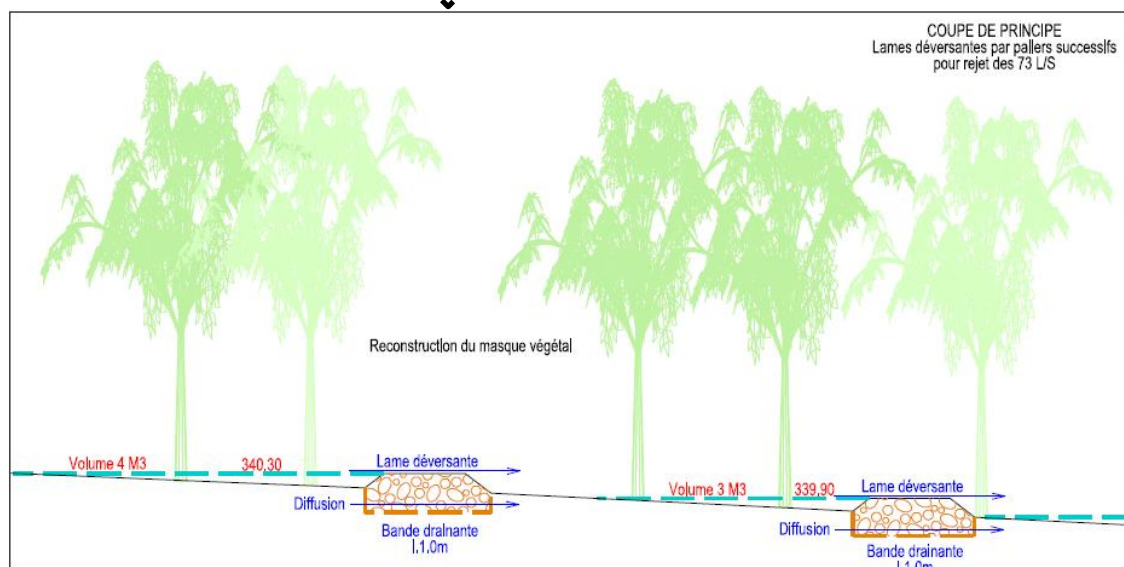 COUPE DE PRINCIPE
Lames déversantes par paliers successifs
pour rejet des 73 L/S
Reconstruction du masque végétal
Volume 4 M3
340,30
Lame déversante
Diffusion
Bande drainante
l.1.0m
Volume 3 M3
339,90
Lame déversante
Diffusion
Bande drainante
l.1.0m